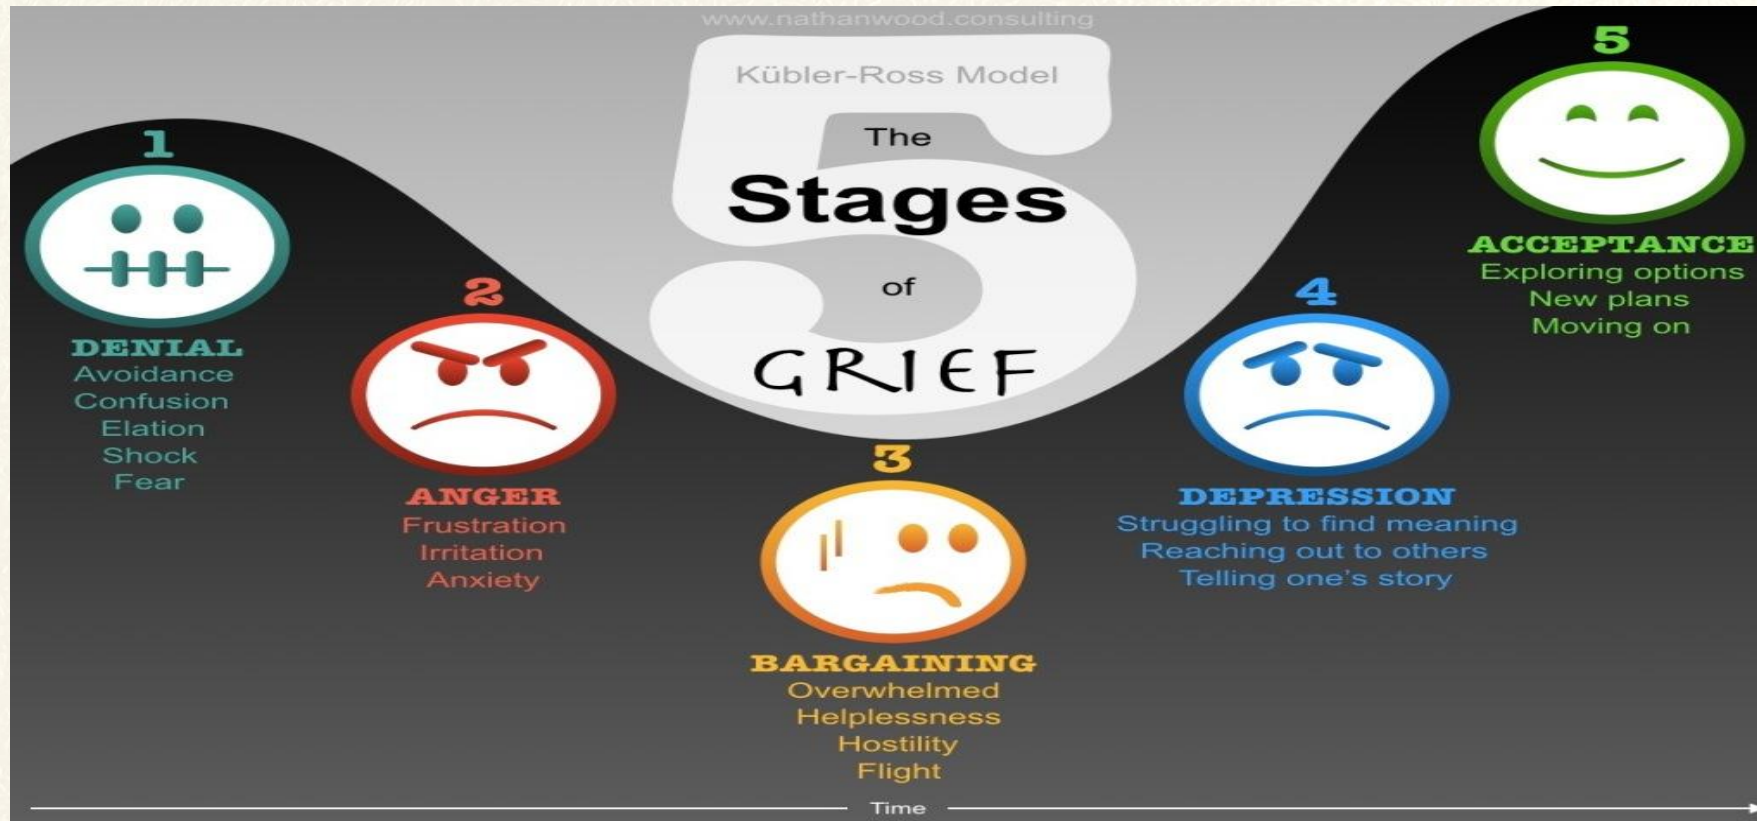 www.nathanwood.consulting
Kübler-Ross Model
The
5
Stages
of
GRIEF
1
DENIAL
Avoidance
Confusion
Elation
Shock
Fear
2
ANGER
Frustration
Irritation
Anxiety
3
BARGAINING
Overwhelmed
Helplessness
Hostility
Flight
4
DEPRESSION
Struggling to find meaning
Reaching out to others
Telling one's story
5
ACCEPTANCE
Exploring options
New plans
Moving on
Time